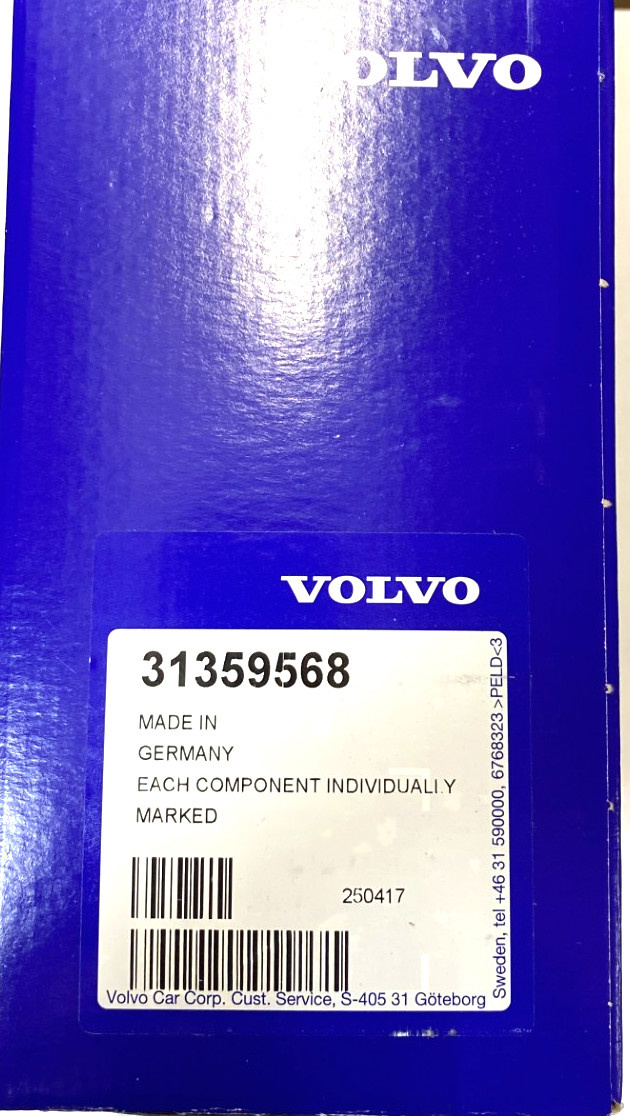 VOLVO
VOLVO
31359568
MADE IN
GERMANY
EACH COMPONENT INDIVIDUALLY
MARKED
250417
Volvo Car Corp. Cust. Service, S-405 31 Göteborg
Sweden, tel +46 31 590000, 6768323 >PELD<3